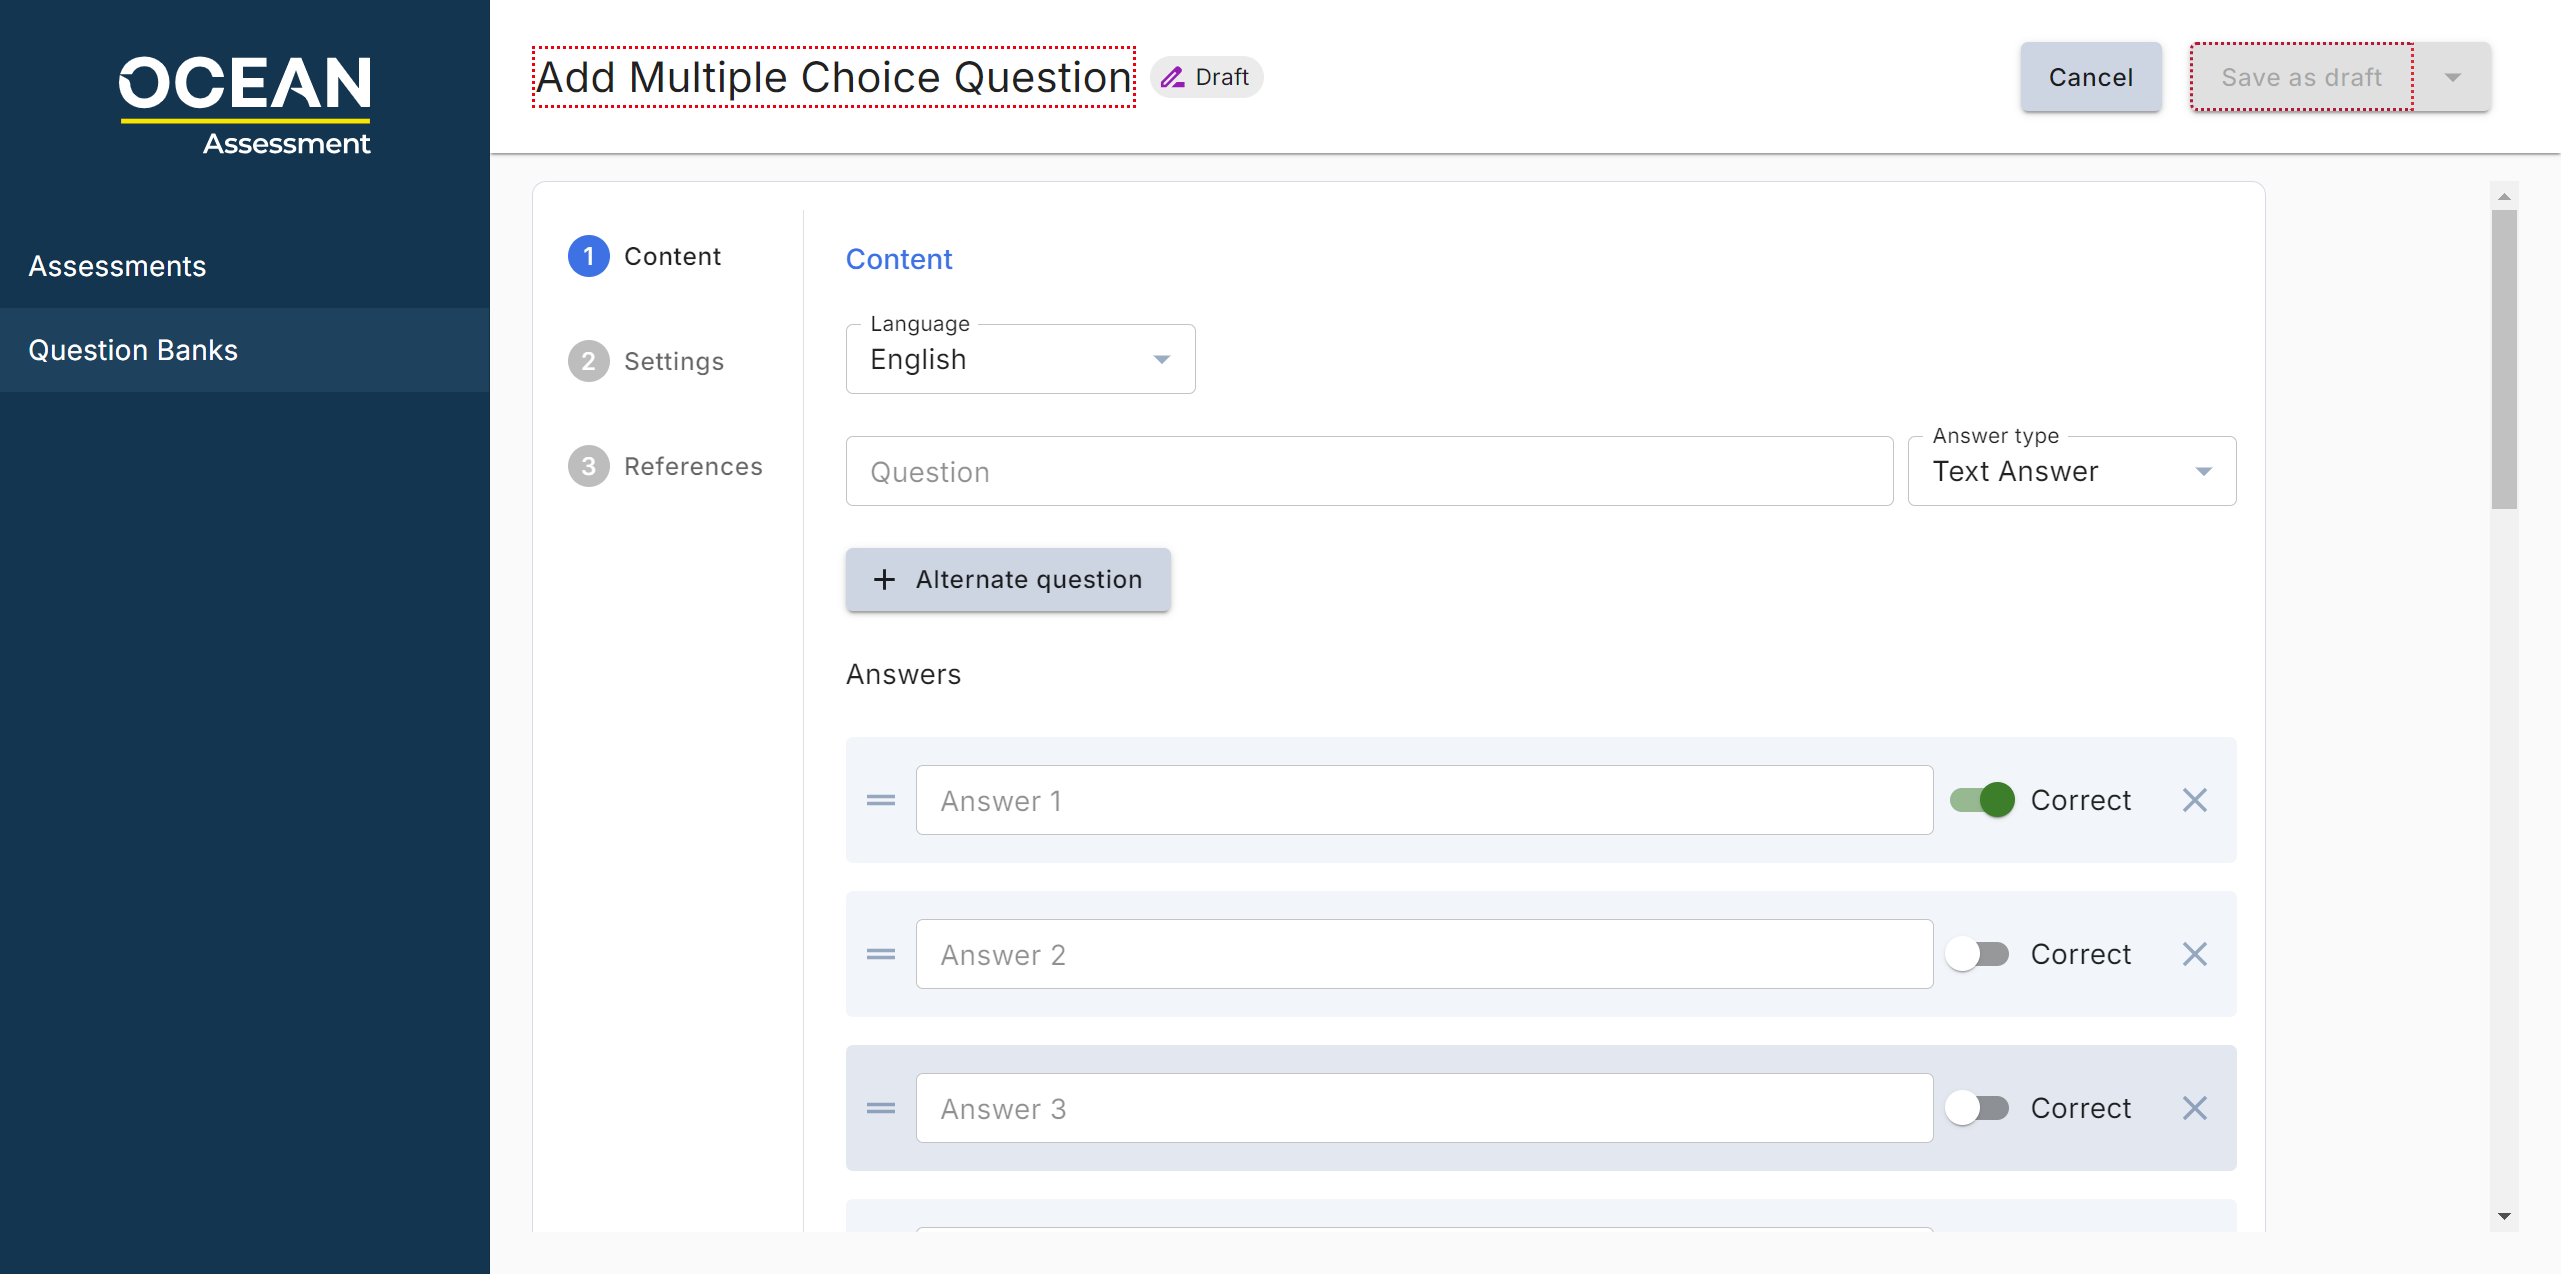 OCEAN
Assessment
Assessments
Question Banks
Add Multiple Choice Question
Draft
Cancel
Save as draft
1 Content
2 Settings
3 References
Content
Language
English
Question
Answer type
Text Answer
+ Alternate question
Answers
Answer 1
Correct
Answer 2
Correct
Answer 3
Correct